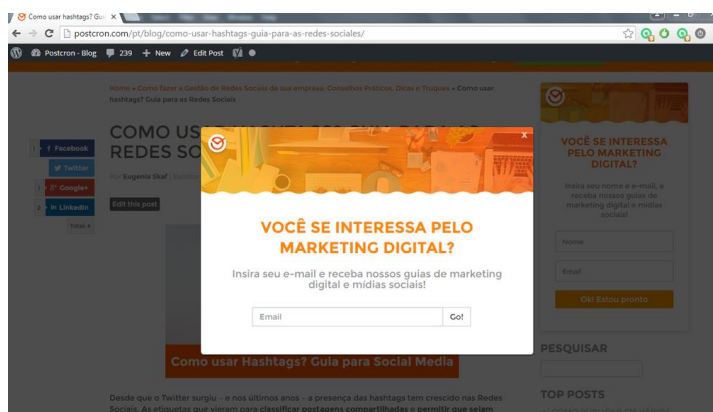 Como usar hashtags? Gui
postcron.com/pt/blog/como-usar-hashtags-guia-para-as-redes-sociales/
Postcron - Blog 239 + New Edit Post
Home » Como fazer a Gestão de Redes Sociais da sua empresa: Conselhos Práticos, Dicas e Truques » Como usar
hashtags? Guia para as Redes Sociais
COMO US
REDES SO
Por Eugenia Skaf
Edit this post
1 Facebook
Twitter
1 Google+
2 LinkedIn
Total: 4
x
VOCÊ SE INTERESSA PELO
MARKETING DIGITAL?
Insira seu e-mail e receba nossos guias de marketing
digital e mídias sociais!
Email Go!
Como usar Hashtags? Guia para Social Media
Desde que o Twitter surgiu – e nos últimos anos – a presença das hashtags tem crescido nas Redes
Sociais. As etiquetas que vieram para classificar postagens compartilhadas e permitir que sejam
VOCÊ SE INTERESSA
PELO MARKETING
DIGITAL?
Insira seu nome e e-mail, e
receba nossos guias de
marketing digital e mídias
sociais!
Nome
Email
Ok! Estou pronto
PESQUISAR
TOP POSTS